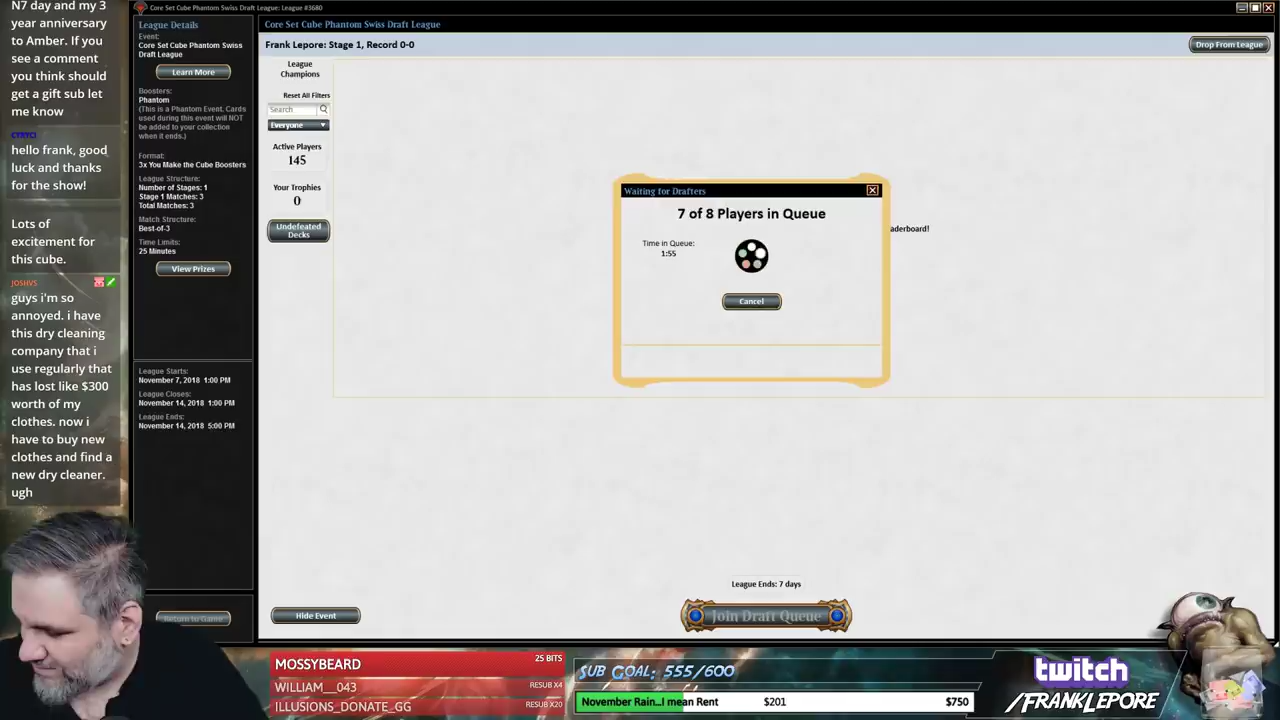 N7 day and my 3
year anniversary
to Amber. If you
see a comment
you think should
get a gift sub let
me know
hello frank, good
luck and thanks
for the show!
Lots of
excitement for
this cube.
JOSHVS
guys i'm so
annoyed. i have
this dry cleaning
company that i
use regularly that
has lost like $300
worth of my
clothes. now i
have to buy new
clothes and find a
new dry cleaner.
ugh
Core Set Cube Phantom Swiss Draft League: League #3680
League Details
Event:
Core Set Cube Phantom Swiss
Draft League
Learn More
Boosters:
Phantom
(This is a Phantom Event. Cards
used during this event will NOT
be added to your collection
when it ends.)
Format:
3x You Make the Cube Boosters
League Structure:
Number of Stages: 1
Stage 1 Matches: 3
Total Matches: 3
Match Structure:
Best-of-3
Time Limits:
25 Minutes
View Prizes
League Starts:
November 7, 2018 1:00 PM
League Closes:
November 14, 2018 1:00 PM
League Ends:
November 14, 2018 5:00 PM
Return to Game
Core Set Cube Phantom Swiss Draft League
Frank Lepore: Stage 1, Record 0-0
Drop From League
League
Champions
Reset All Filters
Search
Everyone
Active Players
145
Your Trophies
0
Undefeated
Decks
Waiting for Drafters
7 of 8 Players in Queue
Time in Queue:
1:55
Cancel
aderboard!
League Ends: 7 days
Hide Event
Join Draft Queue
MOSSYBEARD
25 BITS
WILLIAM__043
RESUB X4
ILLUSIONS_DONATE_GG
RESUB X20
SUB GOAL: 555/600
November Rain...I mean Rent
$201
$750
twitch
/FRANKLEPORE